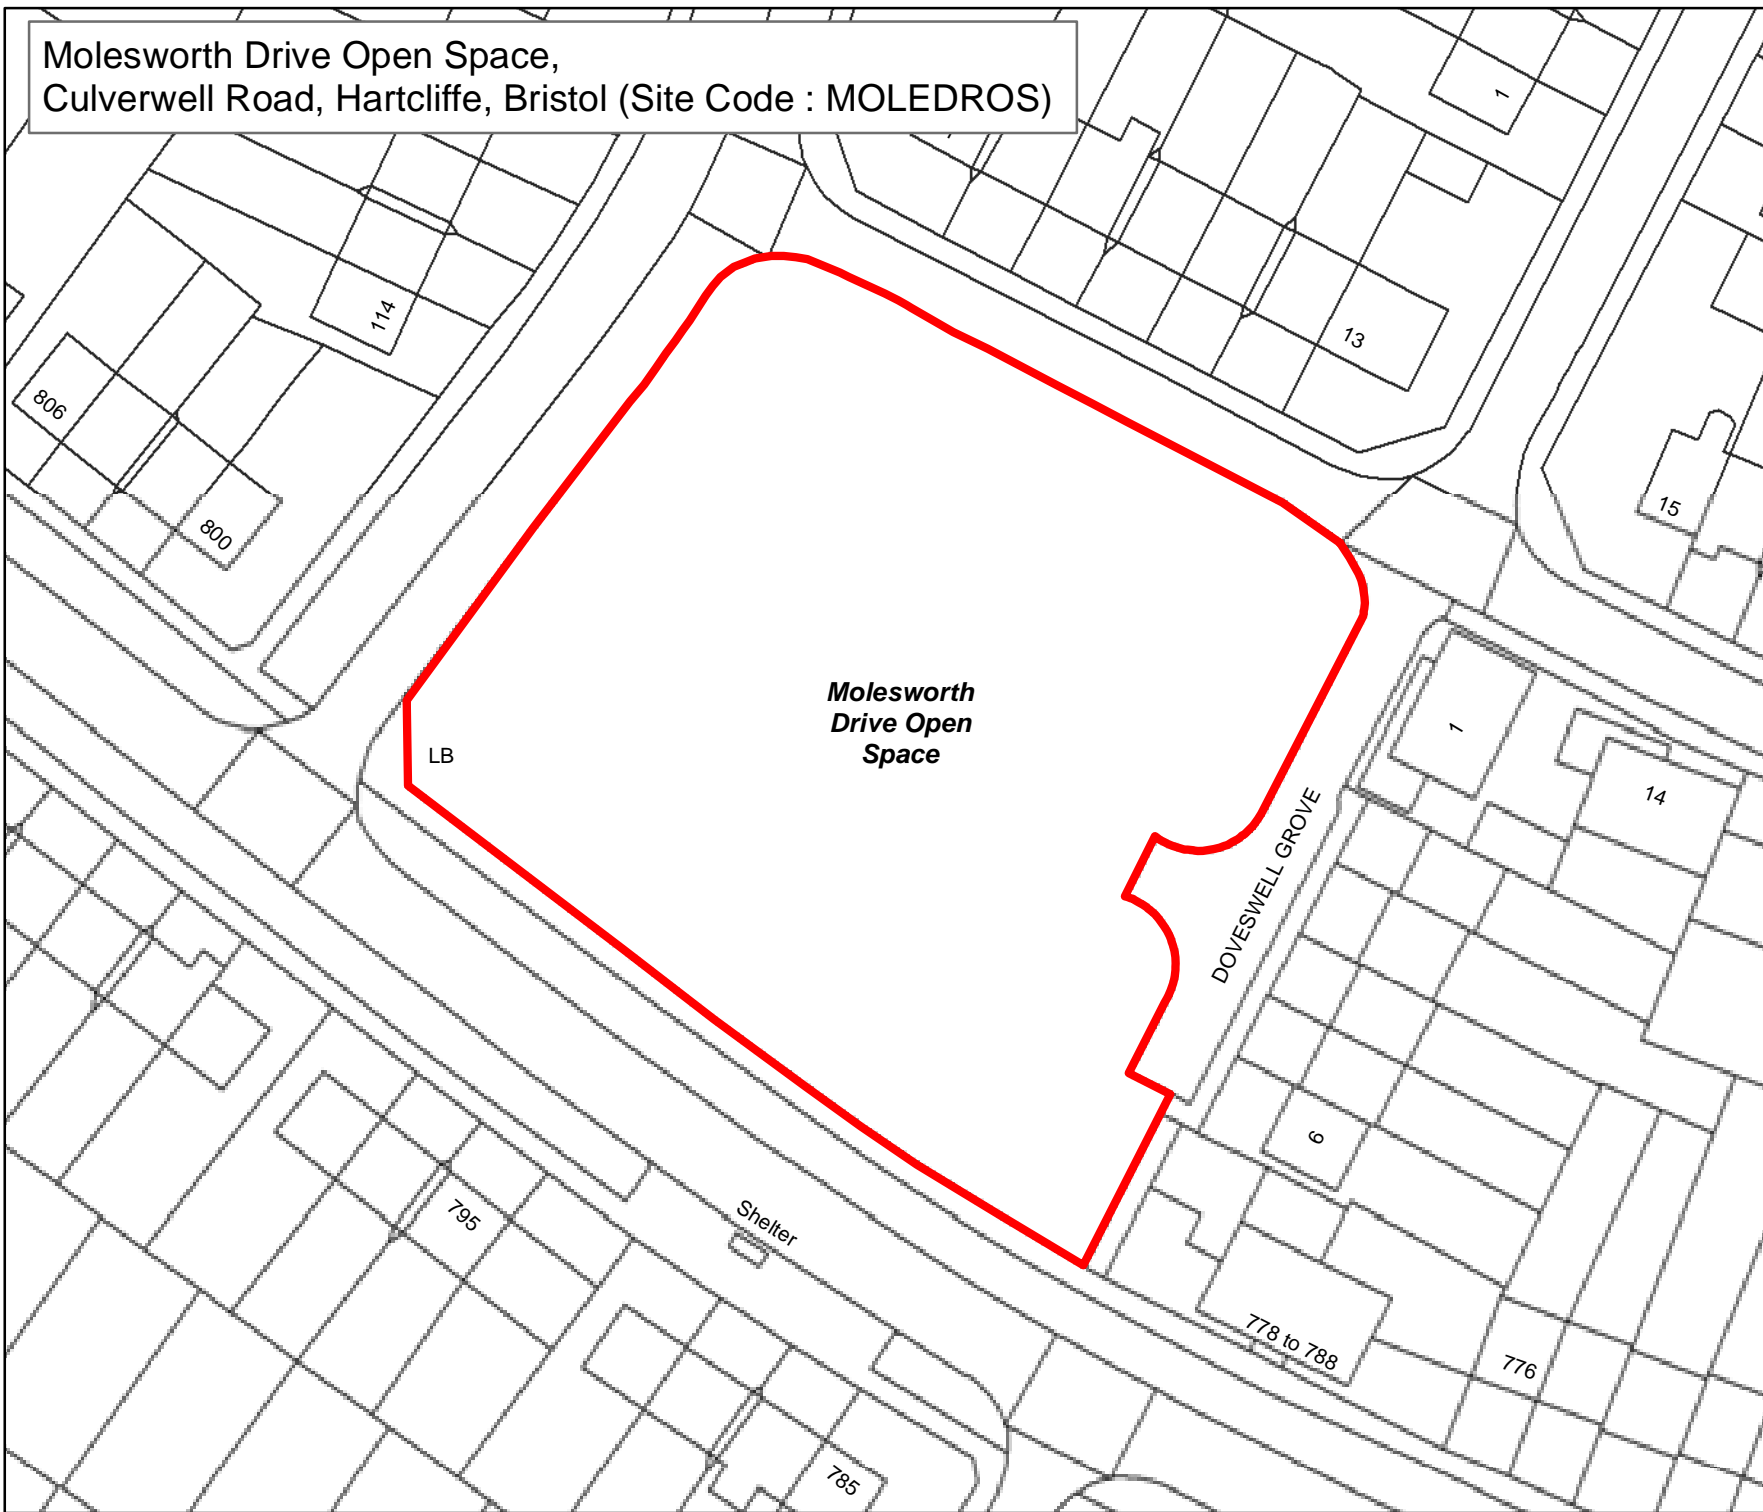 Molesworth Drive Open Space,
Culverwell Road, Hartcliffe, Bristol (Site Code : MOLEDROS)
1
114
13
806
15
800
Molesworth
Drive Open
Space
1
LB
14
DOVESWELL GROVE
6
795
Shelter
778 to 788
776
785